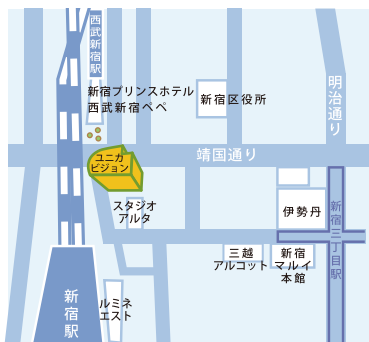 西武新宿駅
新宿プリンスホテル
西武新宿ペペ
新宿区役所
明治通り
靖国通り
ユニカ
ビジョン
スタジオ
アルタ
伊勢丹
新宿三丁目駅
三越
アルコット
新宿
マルイ
本館
新宿駅
ルミネ
エスト